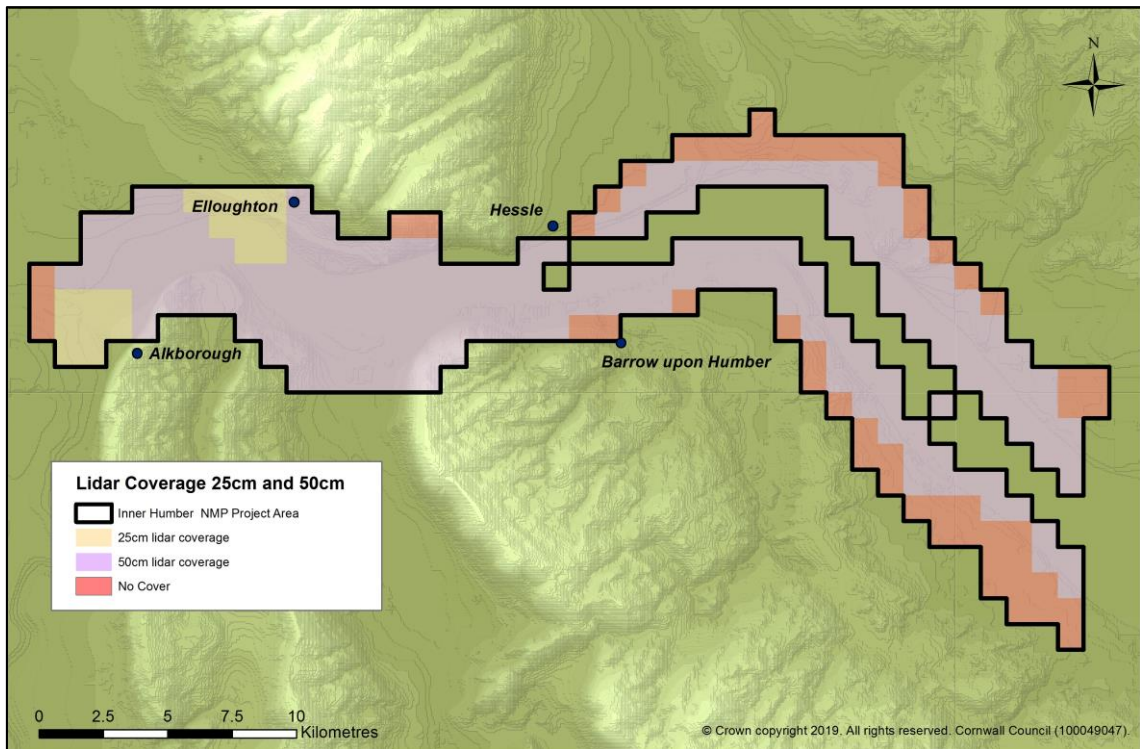 N
Elloughton
Hessle
Alkborough
Barrow upon Humber
Lidar Coverage 25cm and 50cm
Inner Humber NMP Project Area
25cm lidar coverage
50cm lidar coverage
No Cover
0 2.5 5 7.5 10
Kilometres
© Crown copyright 2019. All rights reserved. Cornwall Council (100049047).